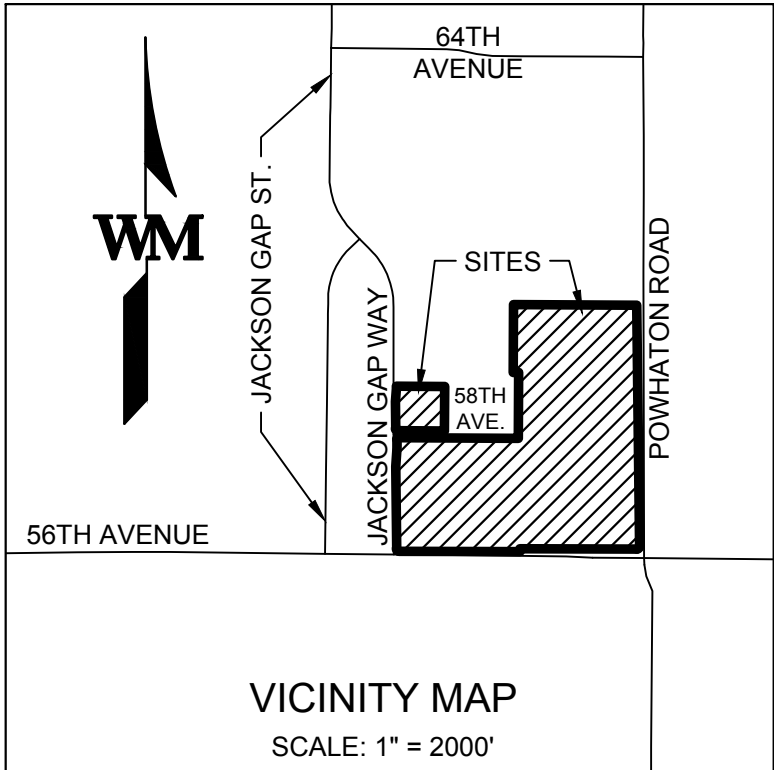 64TH
AVENUE
JACKSON GAP ST.
WM
SITES
POWHATON ROAD
JACKSON GAP WAY
58TH
AVE.
56TH AVENUE
VICINITY MAP
SCALE: 1" = 2000'